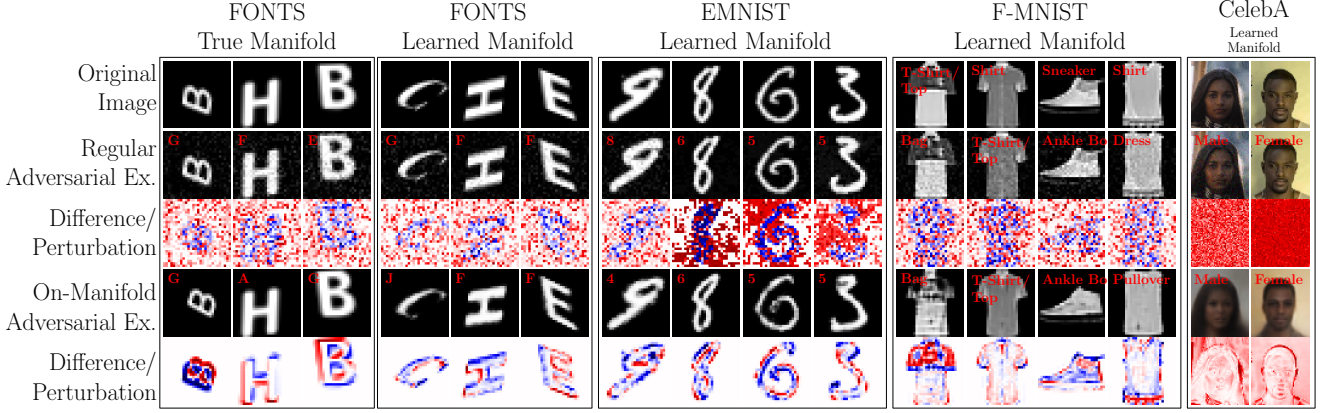 FONTS FONTS EMNIST F-MNIST CelebA
True Manifold Learned Manifold Learned Manifold Learned Manifold Learned
Manifold
Original
Image
T-Shirt/
Top Shirt Sneaker Shirt
Regular
Adversarial Ex.
G F E G F F 8 6 5 5 Bag T-Shirt/
Top Ankle Bo Dress Male Female
Difference/
Perturbation
On-Manifold
Adversarial Ex.
G A G J F F 4 6 5 5 Bag T-Shirt/
Top Ankle Bo Pullover Male Female
Difference/
Perturbation